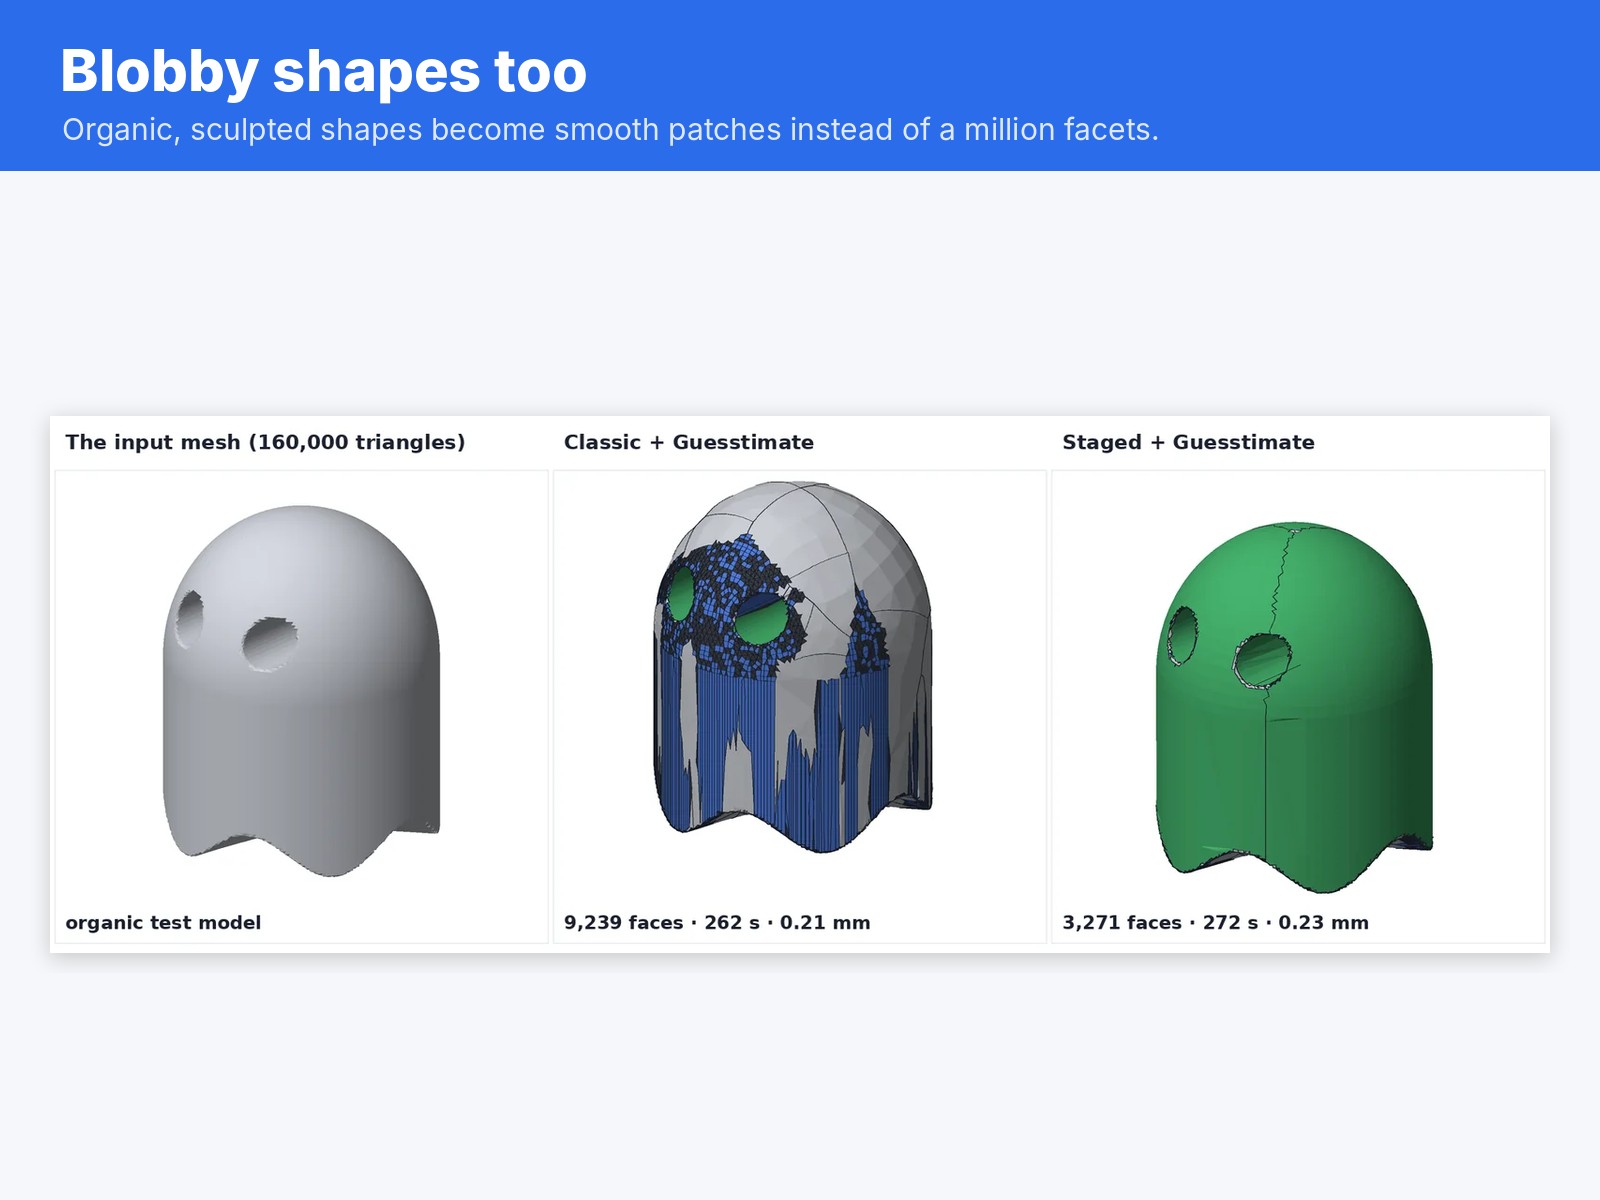 Blobby shapes too
Organic, sculpted shapes become smooth patches instead of a million facets.
The input mesh (160,000 triangles)
Classic + Guesstimate
Staged + Guesstimate
organic test model
9,239 faces · 262 s · 0.21 mm
3,271 faces · 272 s · 0.23 mm